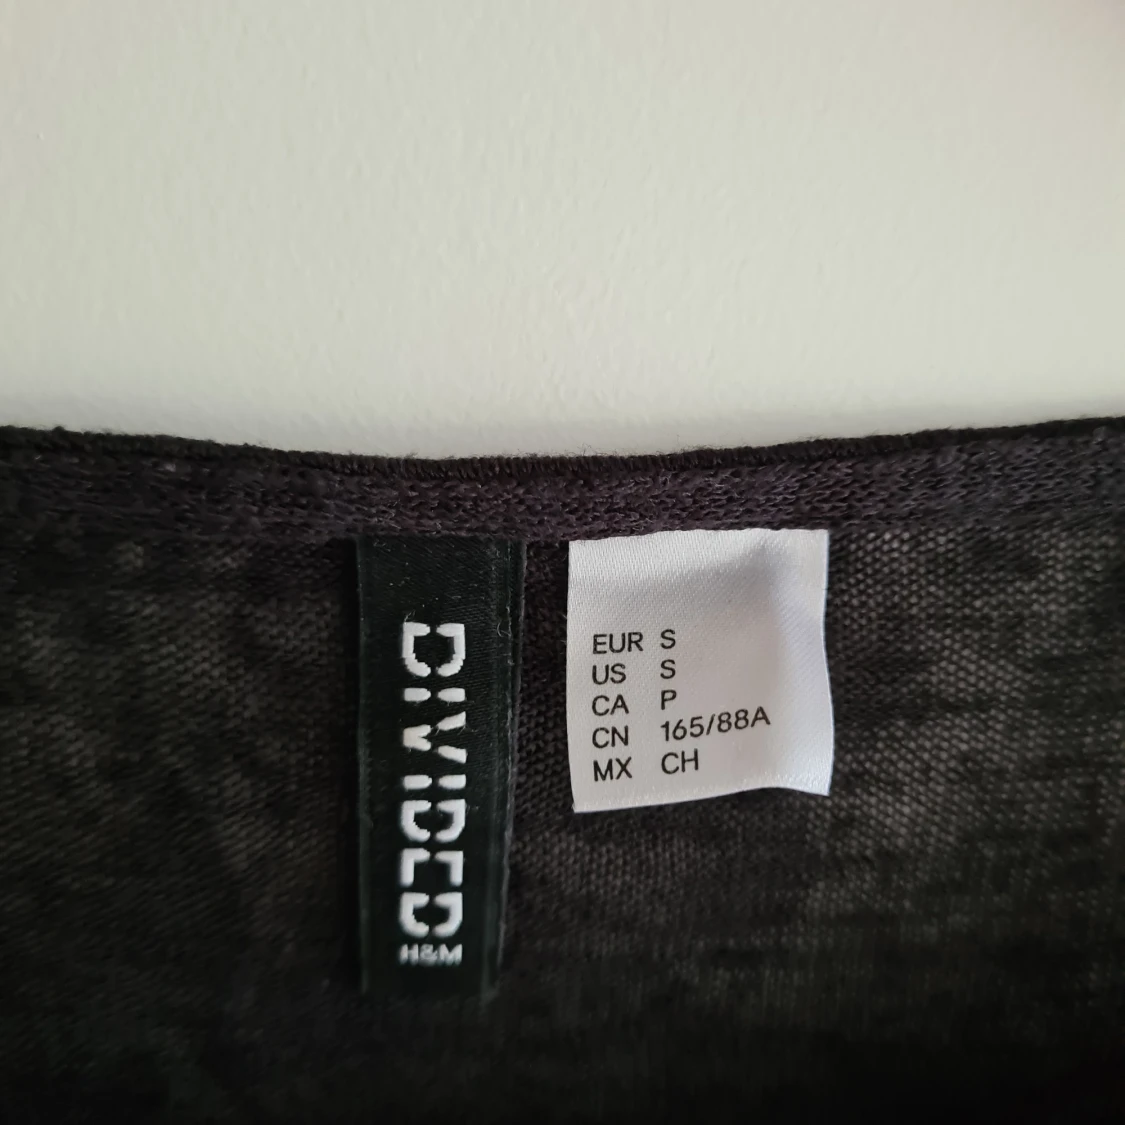 DIVIDED
H&M
EUR S
US S
CA P
CN 165/88A
MX CH